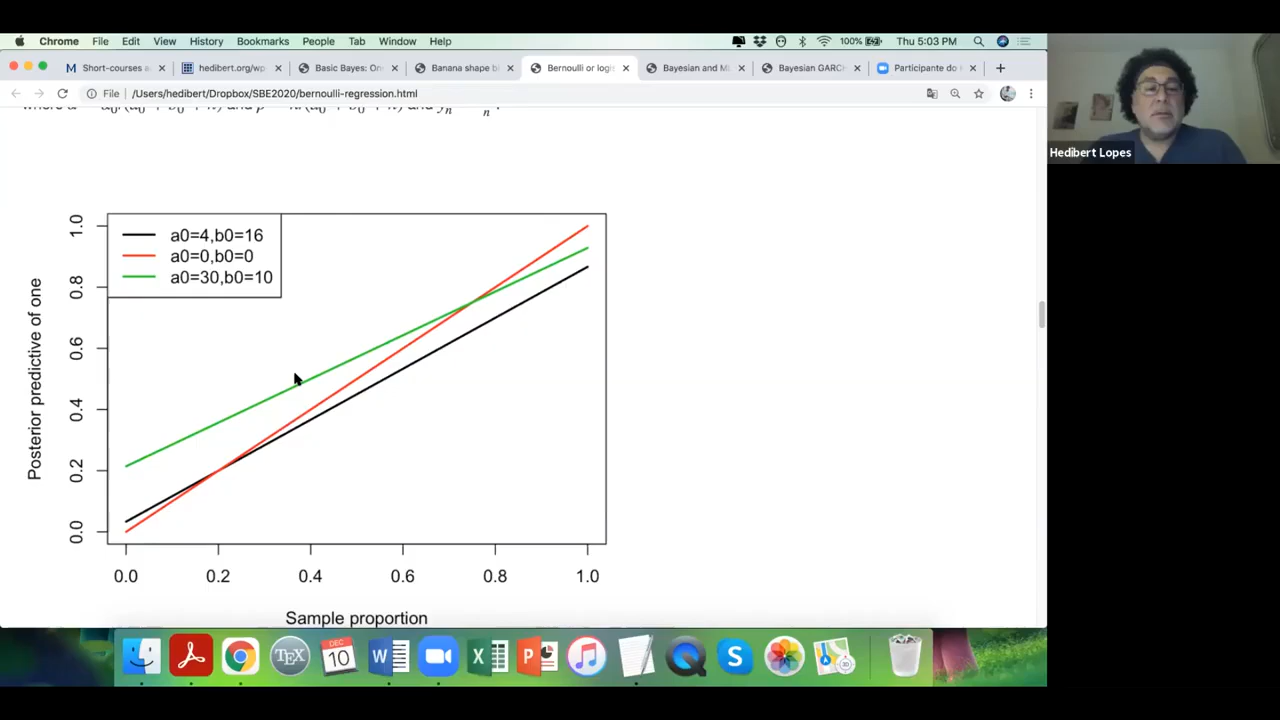 Chrome File Edit View History Bookmarks People Tab Window Help 100% Thu 5:03 PM
Short-courses a hedibert.org/wp Basic Bayes: On Banana shape b Bernoulli or logi Bayesian and M Bayesian GARCH Participante do
File /Users/hedibert/Dropbox/SBE2020/bernoulli-regression.html
Hedibert Lopes
a0=4,b0=16
a0=0,b0=0
a0=30,b0=10
Posterior predictive of one
0.0 0.2 0.4 0.6 0.8 1.0
0.0 0.2 0.4 0.6 0.8 1.0
Sample proportion
TEX
DEC
10